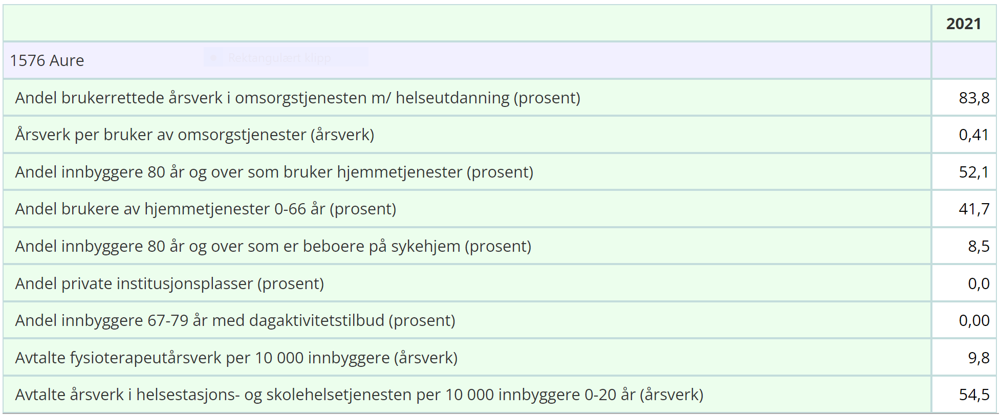 2021
1576 Aure
Rektangulært klipp
Andel brukerrettede årsverk i omsorgstjenesten m/ helseutdanning (prosent) 83,8
Årsverk per bruker av omsorgstjenester (årsverk) 0,41
Andel innbyggere 80 år og over som bruker hjemmetjenester (prosent) 52,1
Andel brukere av hjemmetjenester 0-66 år (prosent) 41,7
Andel innbyggere 80 år og over som er beboere på sykehjem (prosent) 8,5
Andel private institusjonsplasser (prosent) 0,0
Andel innbyggere 67-79 år med dagaktivitetstilbud (prosent) 0,00
Avtalte fysioterapeutårsverk per 10 000 innbyggere (årsverk) 9,8
Avtalte årsverk i helsestasjons- og skolehelsetjenesten per 10 000 innbyggere 0-20 år (årsverk) 54,5